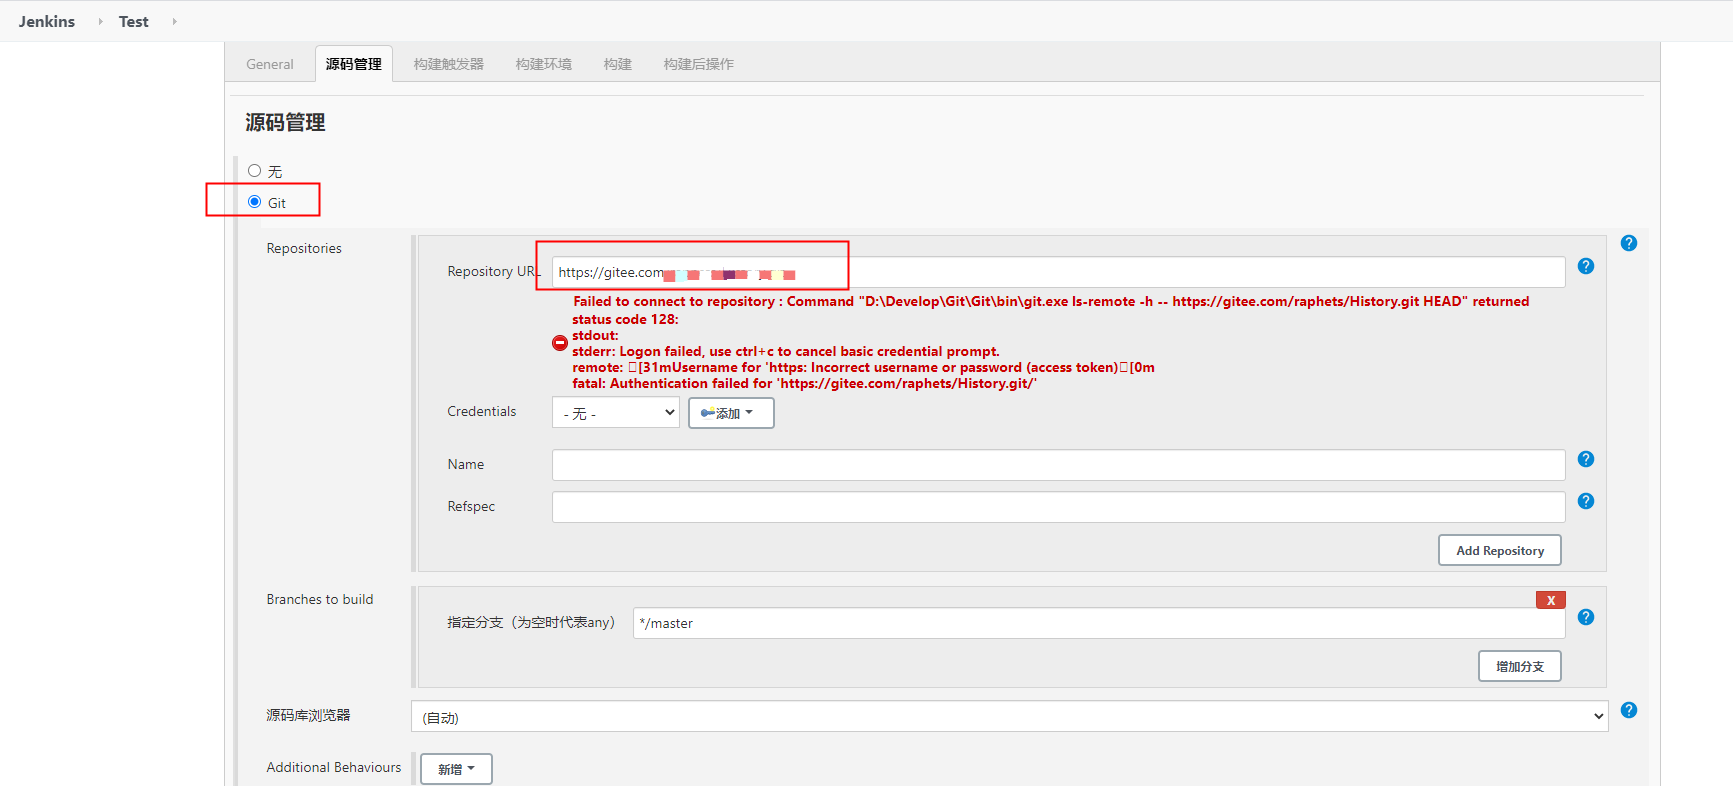 Jenkins Test
General 源码管理 构建触发器 构建环境 构建 构建后操作
源码管理
无
Git
Repositories
Repository URL https://gitee.com
Failed to connect to repository : Command "D:\Develop\Git\Git\bin\git.exe ls-remote -h -- https://gitee.com/raphets/History.git HEAD" returned
status code 128:
stdout:
stderr: Logon failed, use ctrl+c to cancel basic credential prompt.
remote: [31mUsername for 'https: Incorrect username or password (access token)[0m
fatal: Authentication failed for 'https://gitee.com/raphets/History.git/'
Credentials - 无 - 添加
Name
Refspec
Add Repository
Branches to build
X
指定分支（为空时代表any） */master
增加分支
源码库浏览器 (自动)
Additional Behaviours 新增